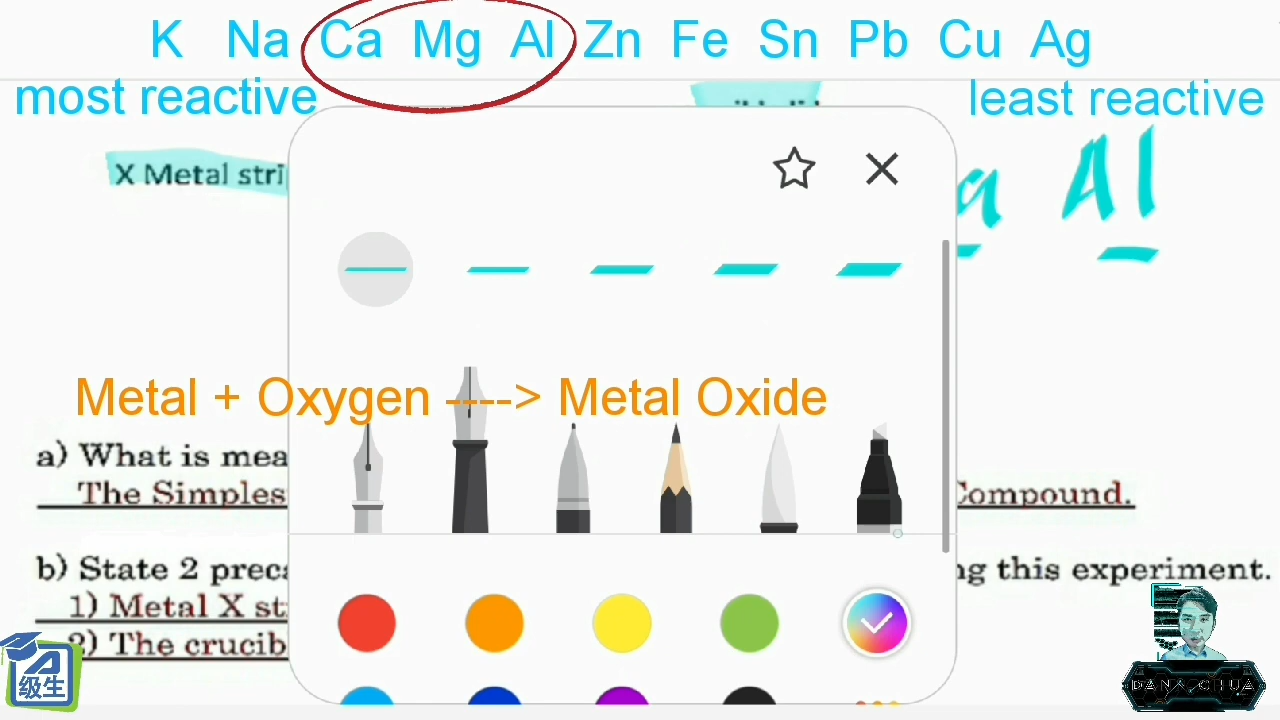 K Na Ca Mg Al Zn Fe Sn Pb Cu Ag
most reactive least reactive
X Metal stri
Al
Metal + Oxygen ----> Metal Oxide
a) What is mea
The Simples Compound.
b) State 2 prec ng this experiment.
1) Metal X st
2) The crucib
A
级生
DANX/CHUA